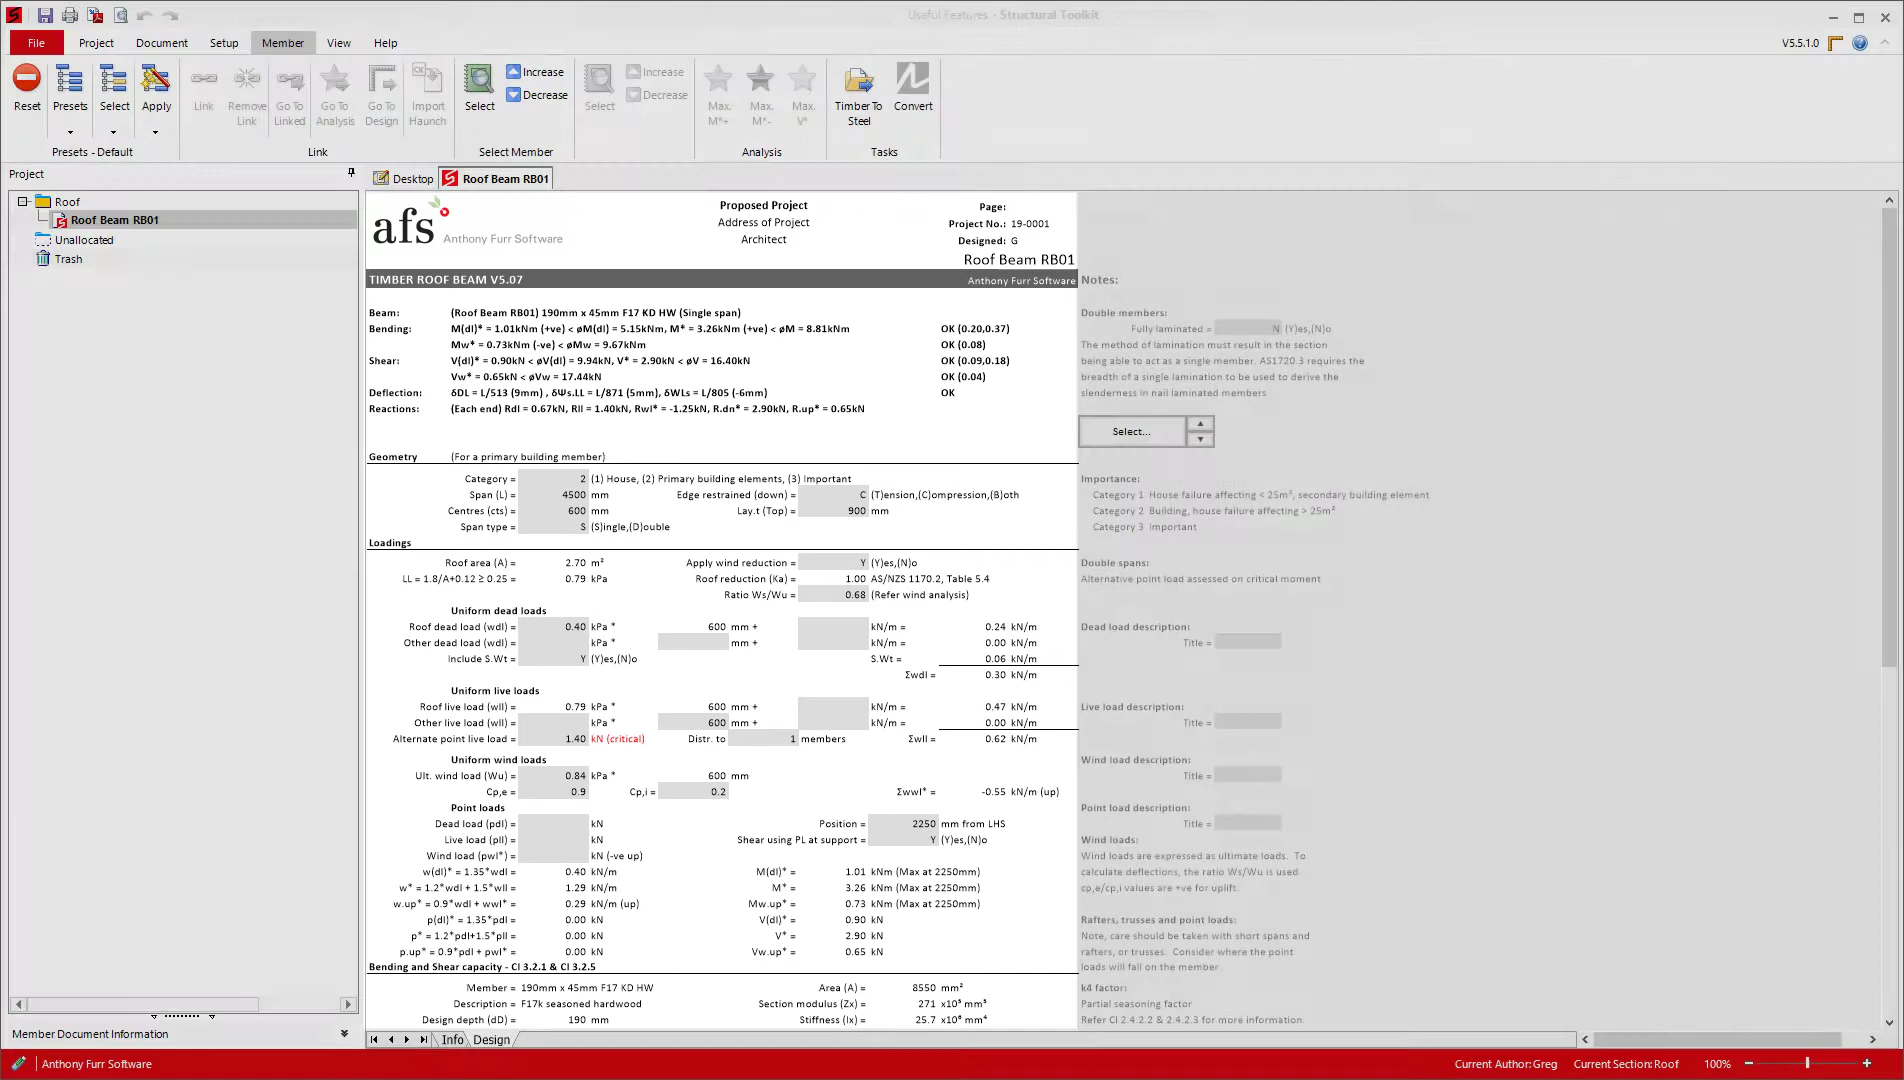 Useful Features - Structural Toolkit
File Project Document Setup Member View Help V5.5.1.0
Reset Presets Select Apply Link Remove Link Go To Linked Go To Analysis Go To Design Import Haunch Select Increase Decrease Select Increase Decrease Max. M*+ Max. M*- Max. V* Timber To Steel Convert
Presets - Default Link Select Member Analysis Tasks
Project
Roof
Roof Beam RB01
Unallocated
Trash
Member Document Information
Desktop Roof Beam RB01
afs Anthony Furr Software
Proposed Project
Address of Project
Architect
Page:
Project No.: 19-0001
Designed: G
Roof Beam RB01
TIMBER ROOF BEAM V5.07 Anthony Furr Software
Beam: (Roof Beam RB01) 190mm x 45mm F17 KD HW (Single span)
Bending: M(dl)* = 1.01kNm (+ve) < øM(dl) = 5.15kNm, M* = 3.26kNm (+ve) < øM = 8.81kNm OK (0.20,0.37)
Mw* = 0.73kNm (-ve) < øMw = 9.67kNm OK (0.08)
Shear: V(dl)* = 0.90kN < øV(dl) = 9.94kN, V* = 2.90kN < øV = 16.40kN OK (0.09,0.18)
Vw* = 0.65kN < øVw = 17.44kN OK (0.04)
Deflection: δDL = L/513 (9mm) , δΨs.LL = L/871 (5mm), δWLs = L/805 (-6mm) OK
Reactions: (Each end) Rdl = 0.67kN, Rll = 1.40kN, Rwl* = -1.25kN, R.dn* = 2.90kN, R.up* = 0.65kN
Geometry (For a primary building member)
Category = 2 (1) House, (2) Primary building elements, (3) Important
Span (L) = 4500 mm Edge restrained (down) = C (T)ension,(C)ompression,(B)oth
Centres (cts) = 600 mm Lay.t (Top) = 900 mm
Span type = S (S)ingle,(D)ouble
Loadings
Roof area (A) = 2.70 m² Apply wind reduction = Y (Y)es,(N)o
LL = 1.8/A+0.12 ≥ 0.25 = 0.79 kPa Roof reduction (Ka) = 1.00 AS/NZS 1170.2, Table 5.4
Ratio Ws/Wu = 0.68 (Refer wind analysis)
Uniform dead loads
Roof dead load (wdl) = 0.40 kPa * 600 mm + kN/m = 0.24 kN/m
Other dead load (wdl) = kPa * mm + kN/m = 0.00 kN/m
Include S.Wt = Y (Y)es,(N)o S.Wt = 0.06 kN/m
Σwdl = 0.30 kN/m
Uniform live loads
Roof live load (wll) = 0.79 kPa * 600 mm + kN/m = 0.47 kN/m
Other live load (wll) = kPa * 600 mm + kN/m = 0.00 kN/m
Alternate point live load = 1.40 kN (critical) Distr. to 1 members Σwll = 0.62 kN/m
Uniform wind loads
Ult. wind load (Wu) = 0.84 kPa * 600 mm
Cp,e = 0.9 Cp,i = 0.2 Σwwl* = -0.55 kN/m (up)
Point loads
Dead load (pdl) = kN Position = 2250 mm from LHS
Live load (pll) = kN Shear using PL at support = Y (Y)es,(N)o
Wind load (pwl*) = kN (-ve up)
w(dl)* = 1.35*wdl = 0.40 kN/m M(dl)* = 1.01 kNm (Max at 2250mm)
w* = 1.2*wdl + 1.5*wll = 1.29 kN/m M* = 3.26 kNm (Max at 2250mm)
w.up* = 0.9*wdl + wwl* = 0.29 kN/m (up) Mw.up* = 0.73 kNm (Max at 2250mm)
p(dl)* = 1.35*pdl = 0.00 kN V(dl)* = 0.90 kN
p* = 1.2*pdl+1.5*pll = 0.00 kN V* = 2.90 kN
p.up* = 0.9*pdl + pwl* = 0.00 kN Vw.up* = 0.65 kN
Bending and Shear capacity - Cl 3.2.1 & Cl 3.2.5
Member = 190mm x 45mm F17 KD HW Area (A) = 8550 mm²
Description = F17k seasoned hardwood Section modulus (Zx) = 271 x10³ mm³
Design depth (dD) = 190 mm Stiffness (Ix) = 25.7 x10⁶ mm⁴
Notes:
Double members:
Fully laminated = N (Y)es,(N)o
The method of lamination must result in the section
being able to act as a single member. AS1720.3 requires the
breadth of a single lamination to be used to derive the
slenderness in nail laminated members
Select...
Importance:
Category 1 House failure affecting < 25m², secondary building element
Category 2 Building, house failure affecting > 25m²
Category 3 Important
Double spans:
Alternative point load assessed on critical moment
Dead load description:
Title =
Live load description:
Title =
Wind load description:
Title =
Point load description:
Title =
Wind loads:
Wind loads are expressed as ultimate loads. To
calculate deflections, the ratio Ws/Wu is used
cp,e/cp,i values are +ve for uplift.
Rafters, trusses and point loads:
Note, care should be taken with short spans and
rafters, or trusses. Consider where the point
loads will fall on the member
k4 factor:
Partial seasoning factor
Refer Cl 2.4.2.2 & 2.4.2.3 for more information.
Info Design
Anthony Furr Software Current Author: Greg Current Section: Roof 100%